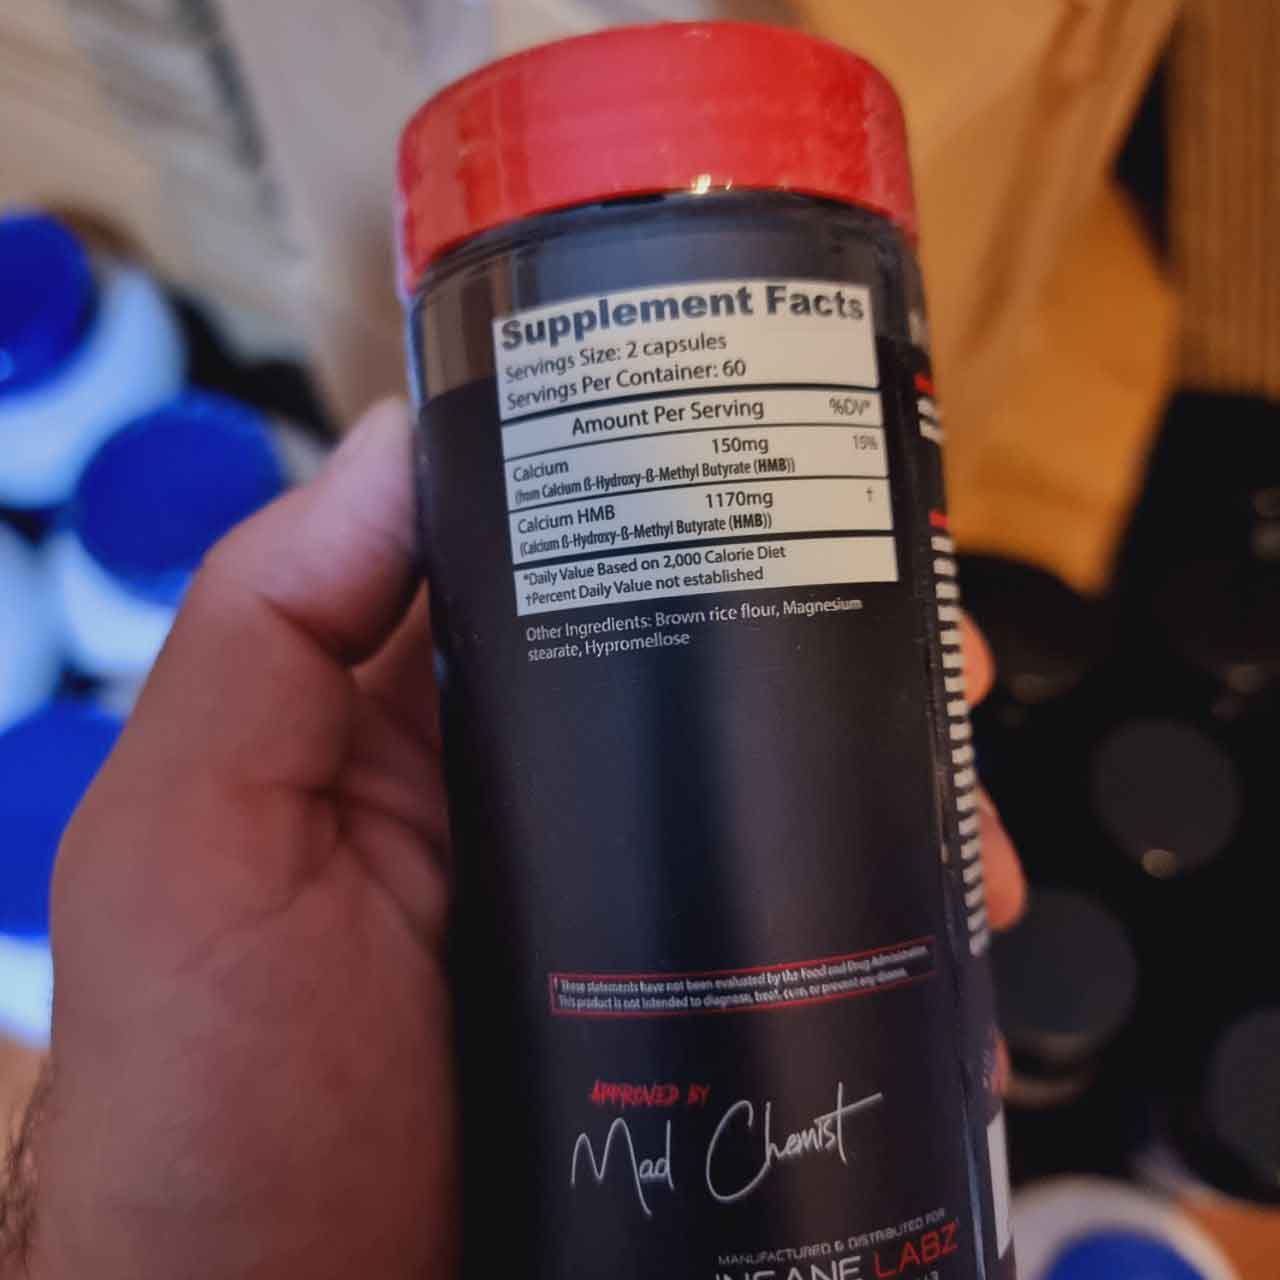 Supplement Facts
Servings Size: 2 capsules
Servings Per Container: 60
Amount Per Serving %DV*
Calcium 150mg 15%
(from Calcium ß-Hydroxy-ß-Methyl Butyrate (HMB))
Calcium HMB 1170mg †
(Calcium ß-Hydroxy-ß-Methyl Butyrate (HMB))
*Daily Value Based on 2,000 Calorie Diet
†Percent Daily Value not established
Other Ingredients: Brown rice flour, Magnesium
stearate, Hypromellose
† These statements have not been evaluated by the Food and Drug Administration.
This product is not intended to diagnose, treat, cure, or prevent any disease.
APPROVED BY
Mad Chemist
MANUFACTURED & DISTRIBUTED FOR
INSANE LABZ